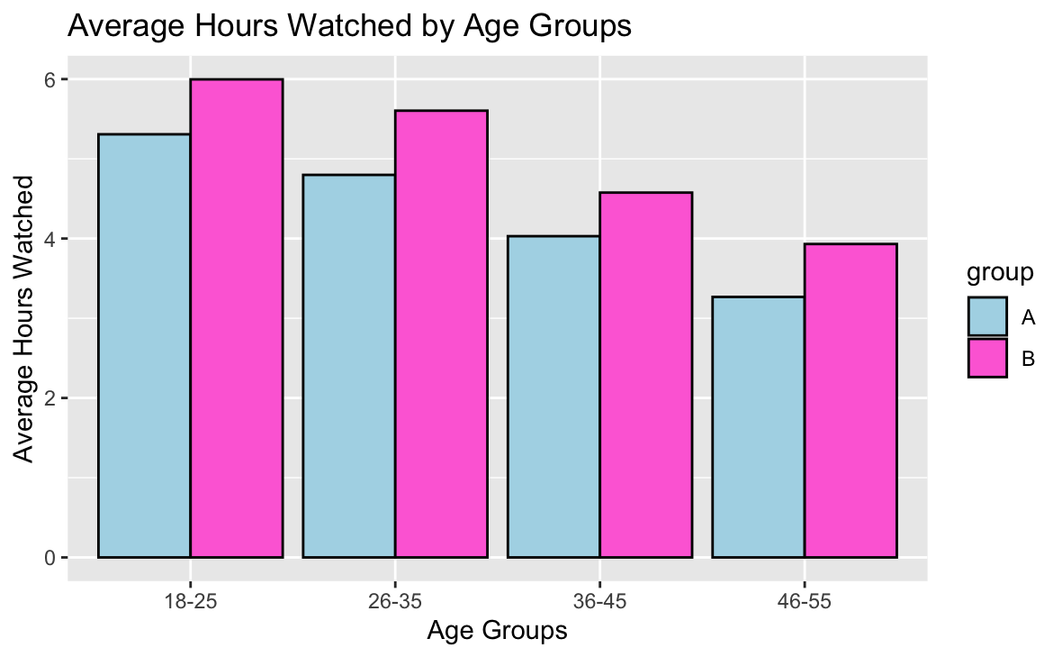 Average Hours Watched by Age Groups
Average Hours Watched
6
4
2
0
18-25 26-35 36-45 46-55
Age Groups
group
A
B